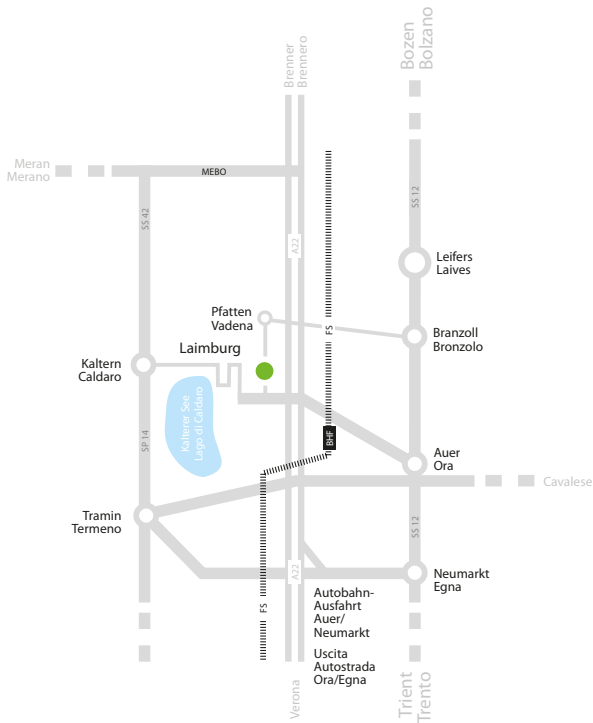 Bozen
Bolzano
Brenner
Brennero
Meran
Merano
MEBO
SS 42
SS 12
A22
Leifers
Laives
Pfatten
Vadena
FS
Branzoll
Bronzolo
Laimburg
Kaltern
Caldaro
Kalterer See
Lago di Caldaro
SP 14
BHF
Auer
Ora
Cavalese
Tramin
Termeno
SS 12
A22
Neumarkt
Egna
FS
Autobahn-
Ausfahrt
Auer/
Neumarkt
Uscita
Autostrada
Ora/Egna
Verona
Trient
Trento